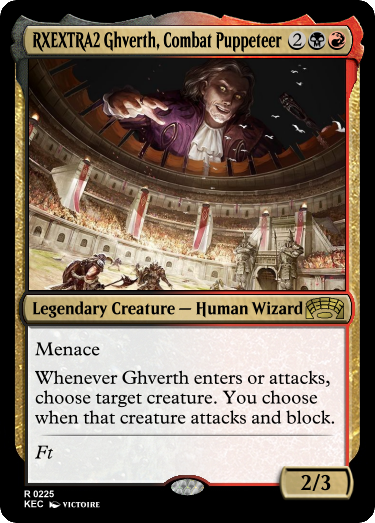 RXEXTRA2 Ghverth, Combat Puppeteer 2
Legendary Creature — Human Wizard
Menace
Whenever Ghverth enters or attacks,
choose target creature. You choose
when that creature attacks and block.
Ft
2/3
R 0225
KEC VICTOIRE